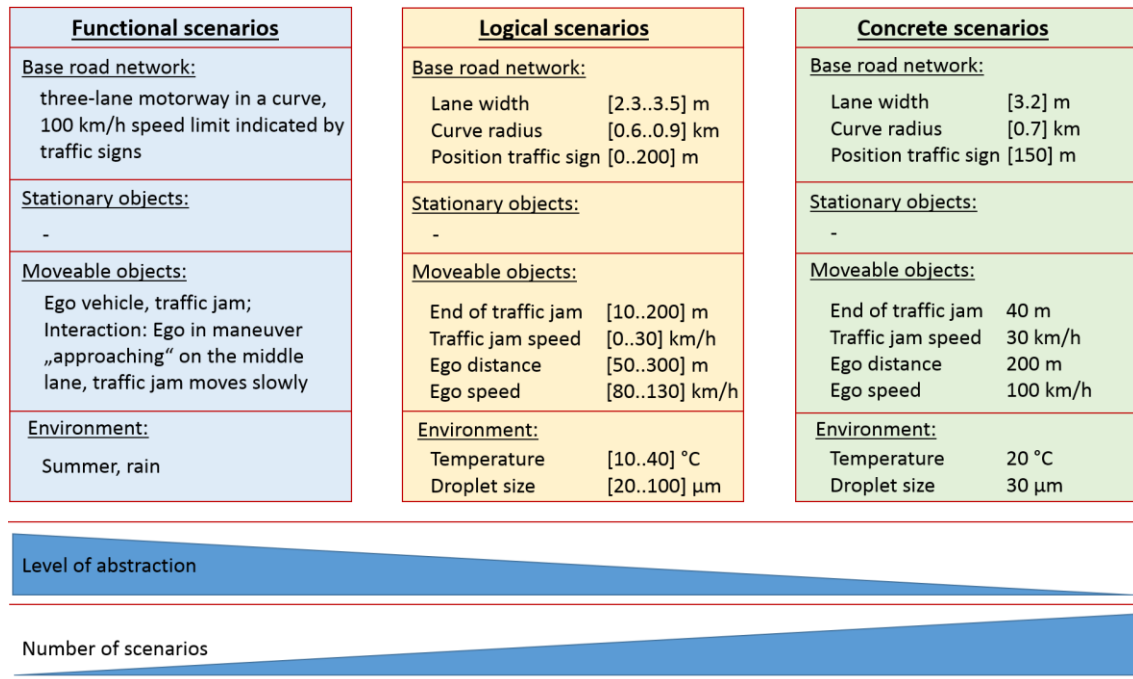 Functional scenarios
Base road network:
three-lane motorway in a curve,
100 km/h speed limit indicated by
traffic signs
Stationary objects:
-
Moveable objects:
Ego vehicle, traffic jam;
Interaction: Ego in maneuver
„approaching“ on the middle
lane, traffic jam moves slowly
Environment:
Summer, rain
Logical scenarios
Base road network:
Lane width [2.3..3.5] m
Curve radius [0.6..0.9] km
Position traffic sign [0..200] m
Stationary objects:
-
Moveable objects:
End of traffic jam [10..200] m
Traffic jam speed [0..30] km/h
Ego distance [50..300] m
Ego speed [80..130] km/h
Environment:
Temperature [10..40] °C
Droplet size [20..100] µm
Concrete scenarios
Base road network:
Lane width [3.2] m
Curve radius [0.7] km
Position traffic sign [150] m
Stationary objects:
-
Moveable objects:
End of traffic jam 40 m
Traffic jam speed 30 km/h
Ego distance 200 m
Ego speed 100 km/h
Environment:
Temperature 20 °C
Droplet size 30 µm
Level of abstraction
Number of scenarios